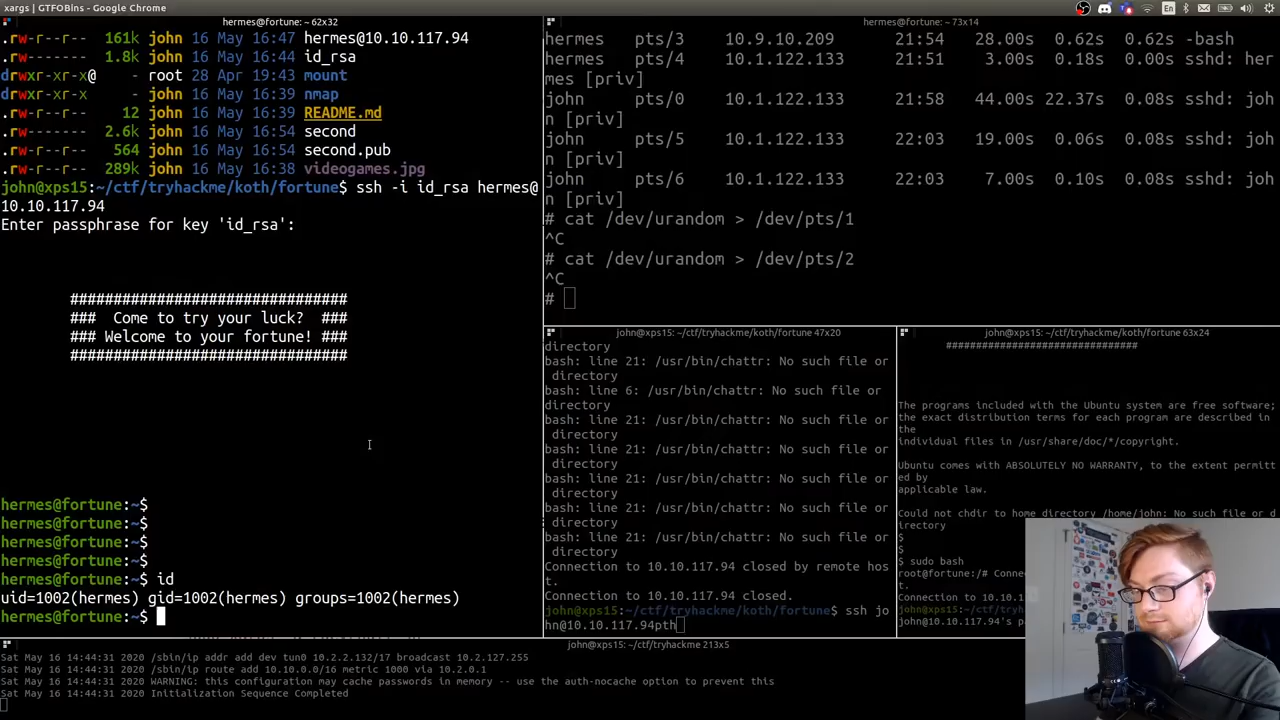 xargs | GTFOBins - Google Chrome
En
hermes@fortune: ~ 62x32
.rw-r--r-- 161k john 16 May 16:47 hermes@10.10.117.94
.rw-r--r-- 1.8k john 16 May 16:44 id_rsa
drwxr-xr-x@ - root 28 Apr 19:43 mount
drwxr-xr-x - john 16 May 16:39 nmap
.rw-r--r-- 12 john 16 May 16:39 README.md
.rw------- 2.6k john 16 May 16:54 second
.rw-r--r-- 564 john 16 May 16:54 second.pub
.rw-r--r-- 289k john 16 May 16:38 videogames.jpg
john@xps15:~/ctf/tryhackme/koth/fortune$ ssh -i id_rsa hermes@
10.10.117.94
Enter passphrase for key 'id_rsa':
#################################
### Come to try your luck? ###
### Welcome to your fortune! ###
#################################
hermes@fortune:~$
hermes@fortune:~$
hermes@fortune:~$
hermes@fortune:~$
hermes@fortune:~$ id
uid=1002(hermes) gid=1002(hermes) groups=1002(hermes)
hermes@fortune:~$
hermes@fortune: ~ 73x14
hermes pts/3 10.9.10.209 21:54 28.00s 0.62s 0.62s -bash
hermes pts/4 10.1.122.133 21:51 3.00s 0.18s 0.00s sshd: her
mes [priv]
john pts/0 10.1.122.133 21:58 44.00s 22.37s 0.08s sshd: joh
n [priv]
john pts/5 10.1.122.133 22:03 19.00s 0.06s 0.08s sshd: joh
n [priv]
john pts/6 10.1.122.133 22:03 7.00s 0.10s 0.08s sshd: joh
n [priv]
# cat /dev/urandom > /dev/pts/1
^C
# cat /dev/urandom > /dev/pts/2
^C
#
john@xps15: ~/ctf/tryhackme/koth/fortune 47x20
directory
bash: line 21: /usr/bin/chattr: No such file or
directory
bash: line 6: /usr/bin/chattr: No such file or
directory
bash: line 21: /usr/bin/chattr: No such file or
directory
bash: line 21: /usr/bin/chattr: No such file or
directory
bash: line 21: /usr/bin/chattr: No such file or
directory
bash: line 21: /usr/bin/chattr: No such file or
directory
bash: line 21: /usr/bin/chattr: No such file or
directory
Connection to 10.10.117.94 closed by remote hos
t.
Connection to 10.10.117.94 closed.
john@xps15:~/ctf/tryhackme/koth/fortune$ ssh jo
hn@10.10.117.94pth
john@xps15: ~/ctf/tryhackme/koth/fortune 63x24
###############################
The programs included with the Ubuntu system are free software;
the exact distribution terms for each program are described in
the
individual files in /usr/share/doc/*/copyright.
Ubuntu comes with ABSOLUTELY NO WARRANTY, to the extent permitt
ed by
applicable law.
Could not chdir to home directory /home/john: No such file or d
irectory
$
$
$ sudo bash
root@fortune:/# Conne
Connection to 10.10.
john@xps15:~/ctf/try
john@10.10.117.94's p
john@xps15: ~/ctf/tryhackme 213x5
Sat May 16 14:44:31 2020 /sbin/ip addr add dev tun0 10.2.2.132/17 broadcast 10.2.127.255
Sat May 16 14:44:31 2020 /sbin/ip route add 10.10.0.0/16 metric 1000 via 10.2.0.1
Sat May 16 14:44:31 2020 WARNING: this configuration may cache passwords in memory -- use the auth-nocache option to prevent this
Sat May 16 14:44:31 2020 Initialization Sequence Completed